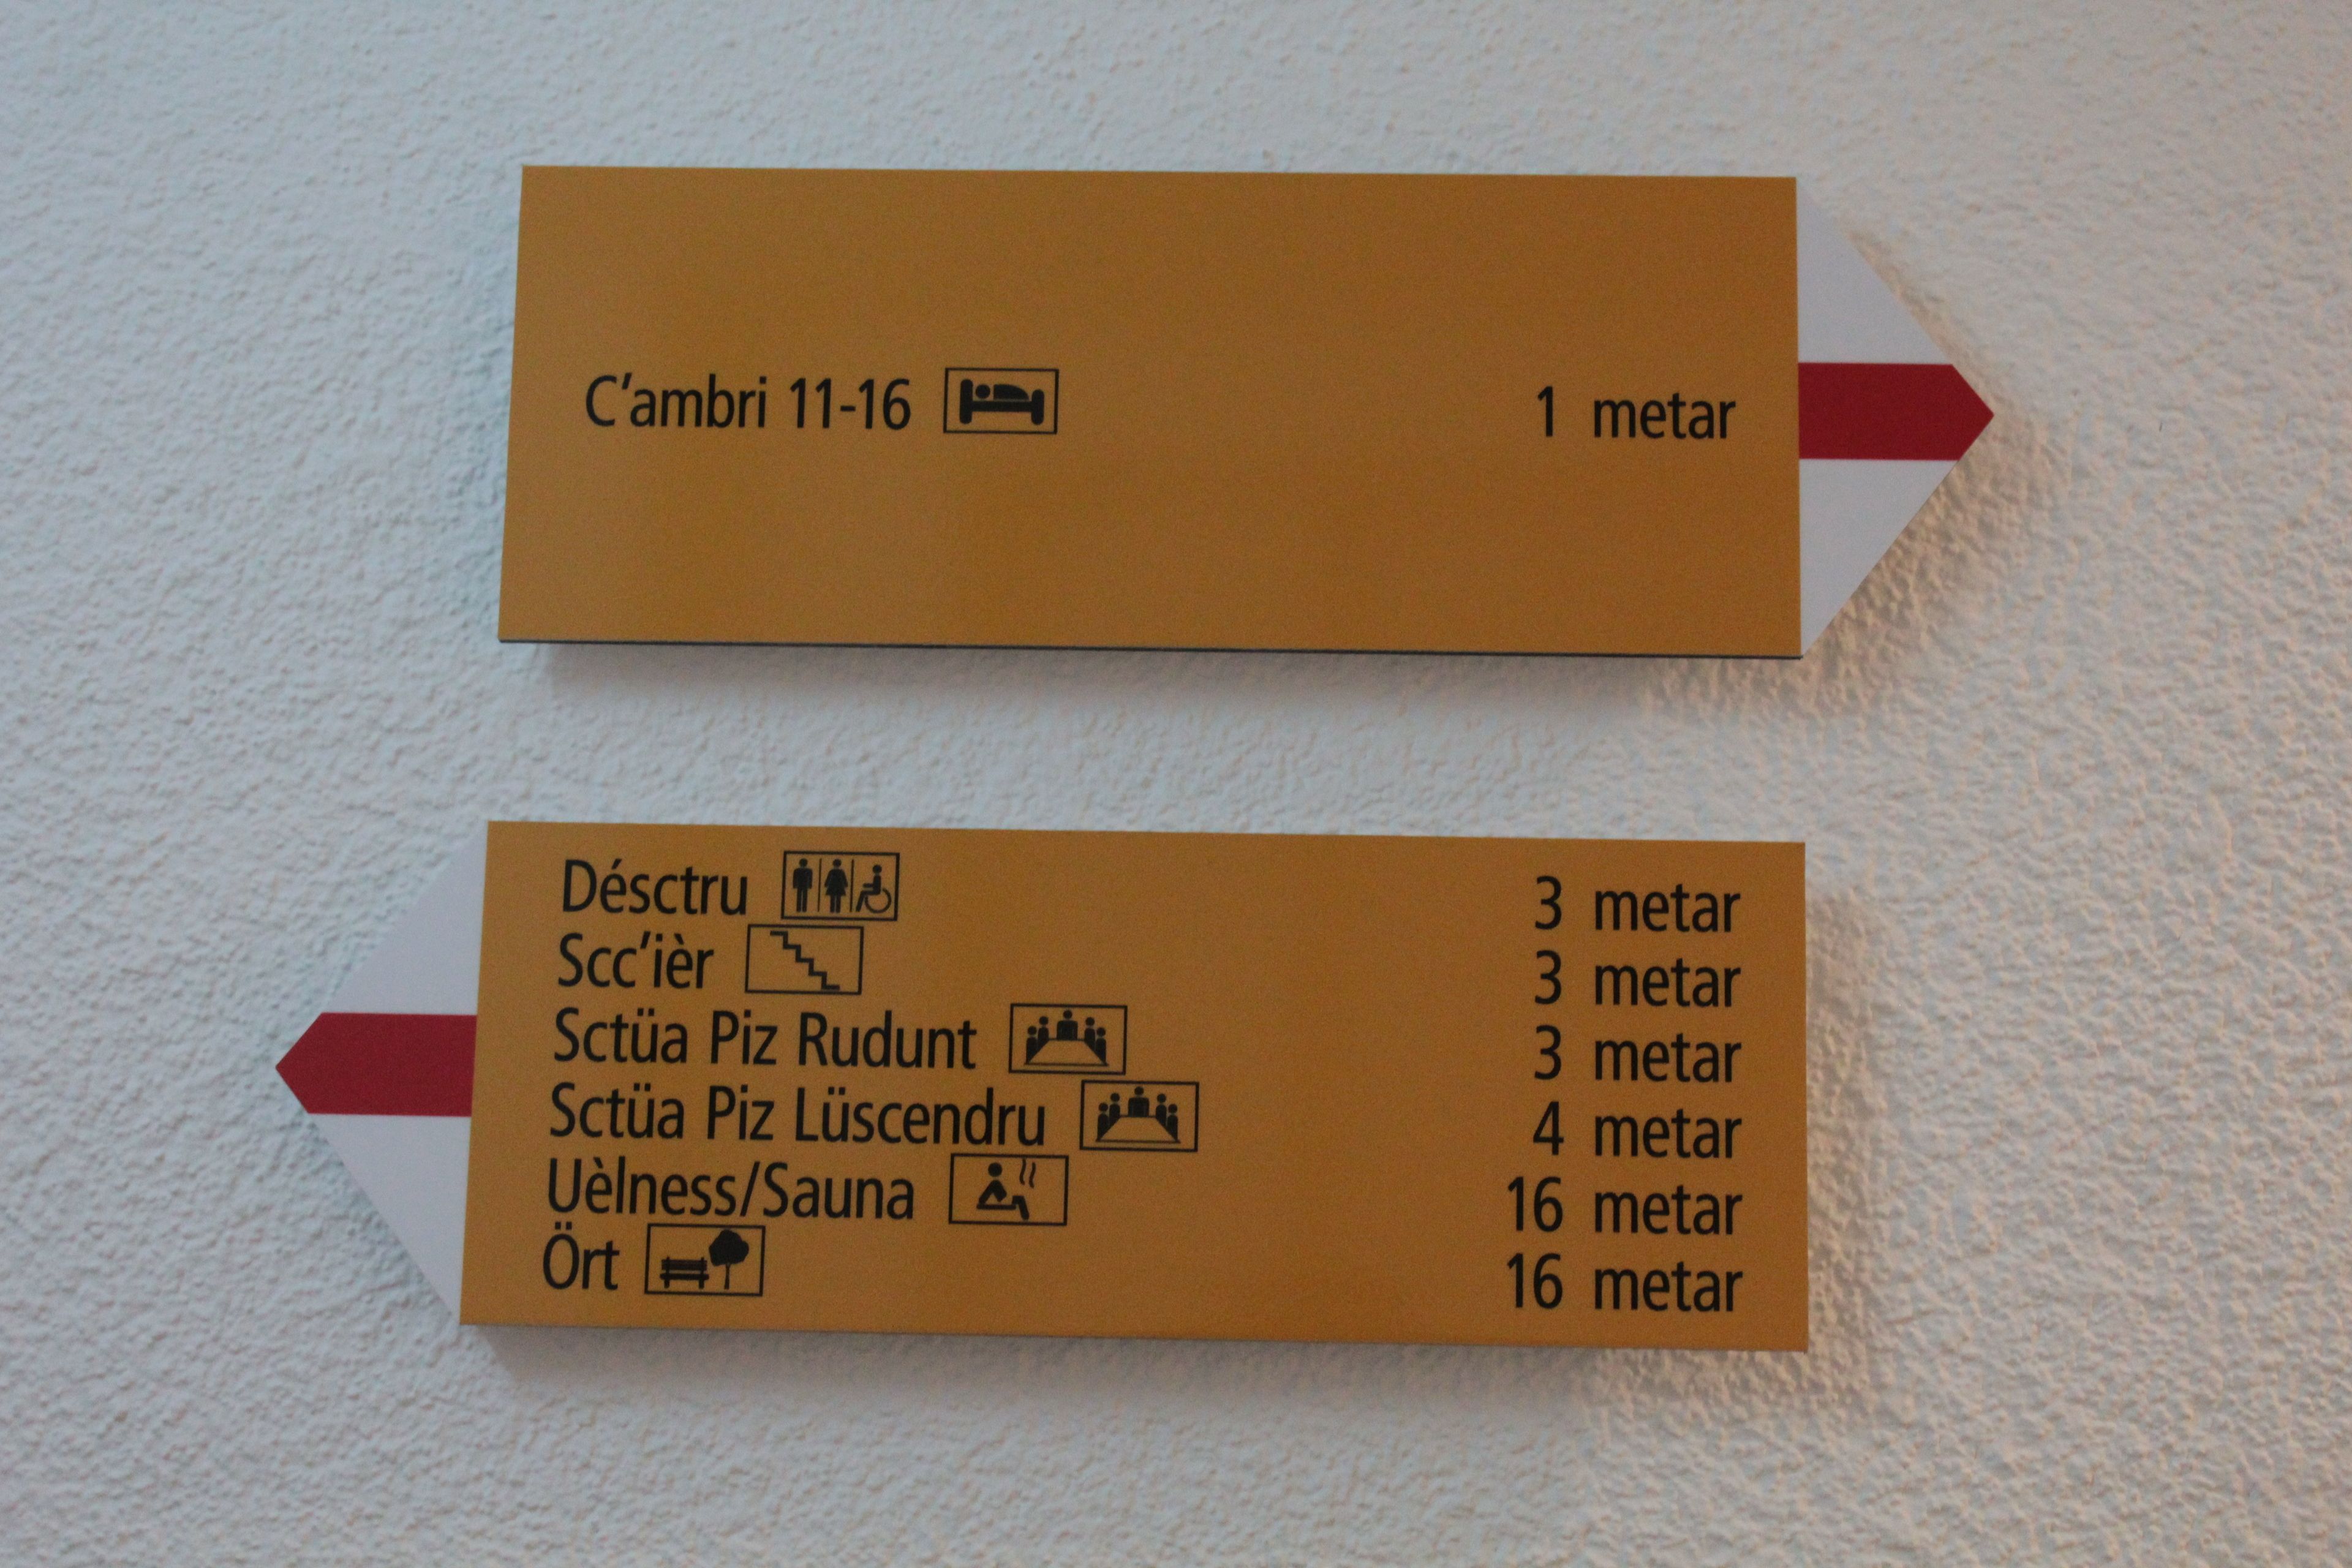 C'ambri 11-16 1 metar
Désctru 3 metar
Scc'ièr 3 metar
Sctüa Piz Rudunt 3 metar
Sctüa Piz Lüscendru 4 metar
Uèlness/Sauna 16 metar
Ört 16 metar